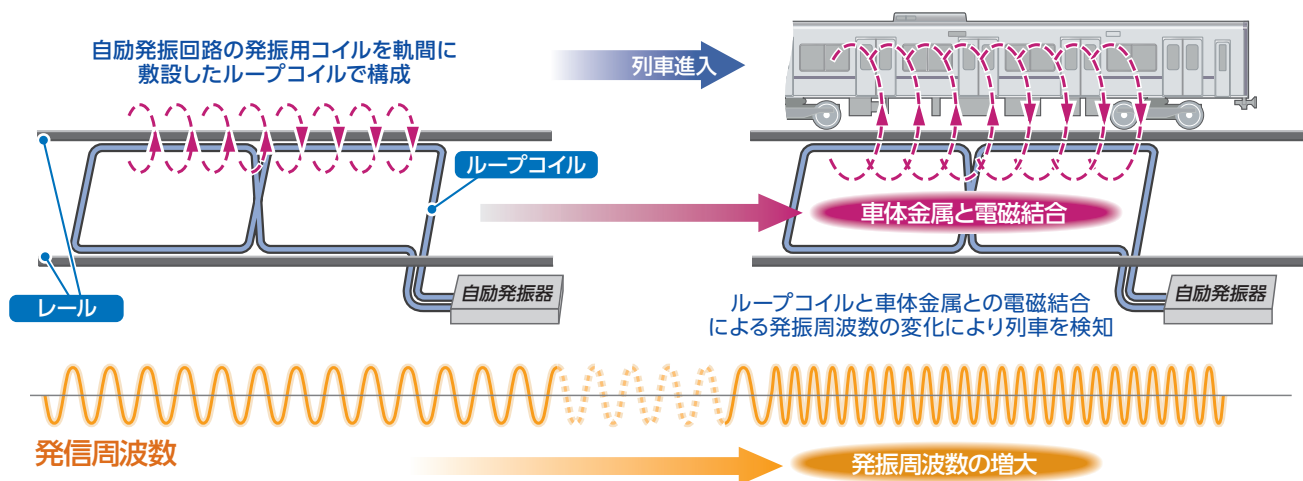 自励発振回路の発振用コイルを軌間に
敷設したループコイルで構成
列車進入
ループコイル
車体金属と電磁結合
自励発振器
レール
ループコイルと車体金属との電磁結合
による発振周波数の変化により列車を検知
自励発振器
発信周波数
発振周波数の増大